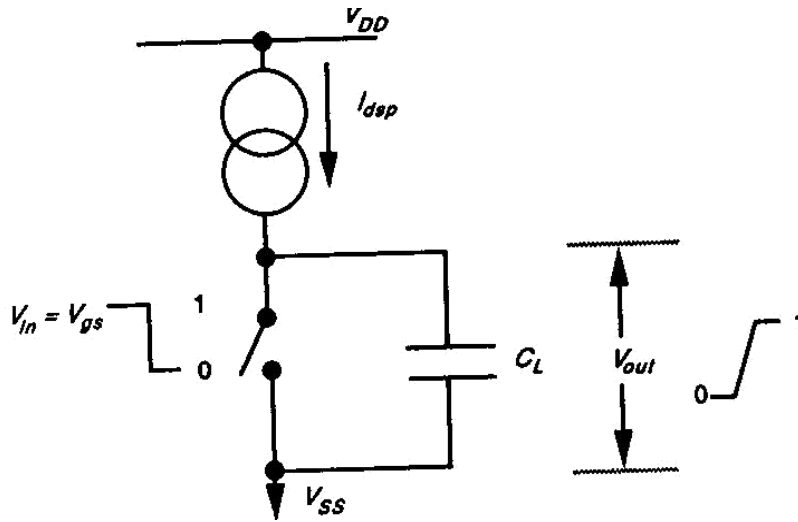 V_DD
I_dsp
V_in = V_gs
1
0
C_L
V_out
0
V_SS